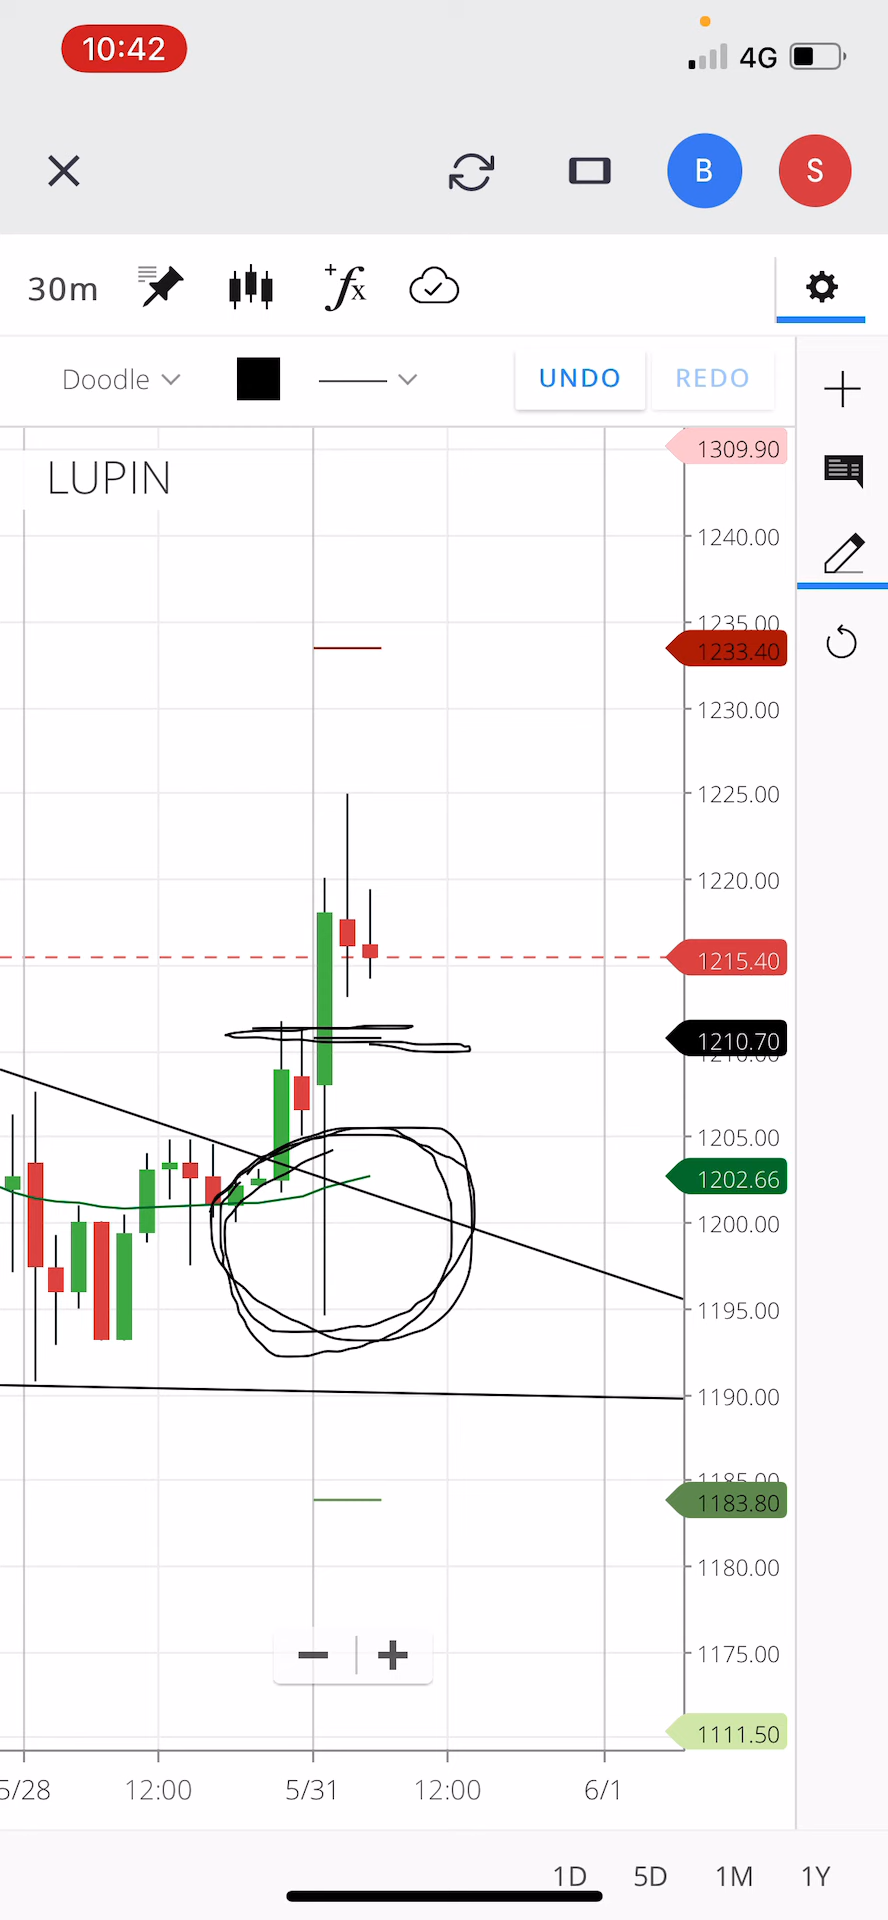 10:42
4G
B
S
30m
+fx
Doodle
UNDO
REDO
LUPIN
1309.90
1240.00
1235.00
1233.40
1230.00
1225.00
1220.00
1215.40
1210.70
1205.00
1202.66
1200.00
1195.00
1190.00
1185.00
1183.80
1180.00
1175.00
1111.50
5/28
12:00
5/31
12:00
6/1
1D
5D
1M
1Y